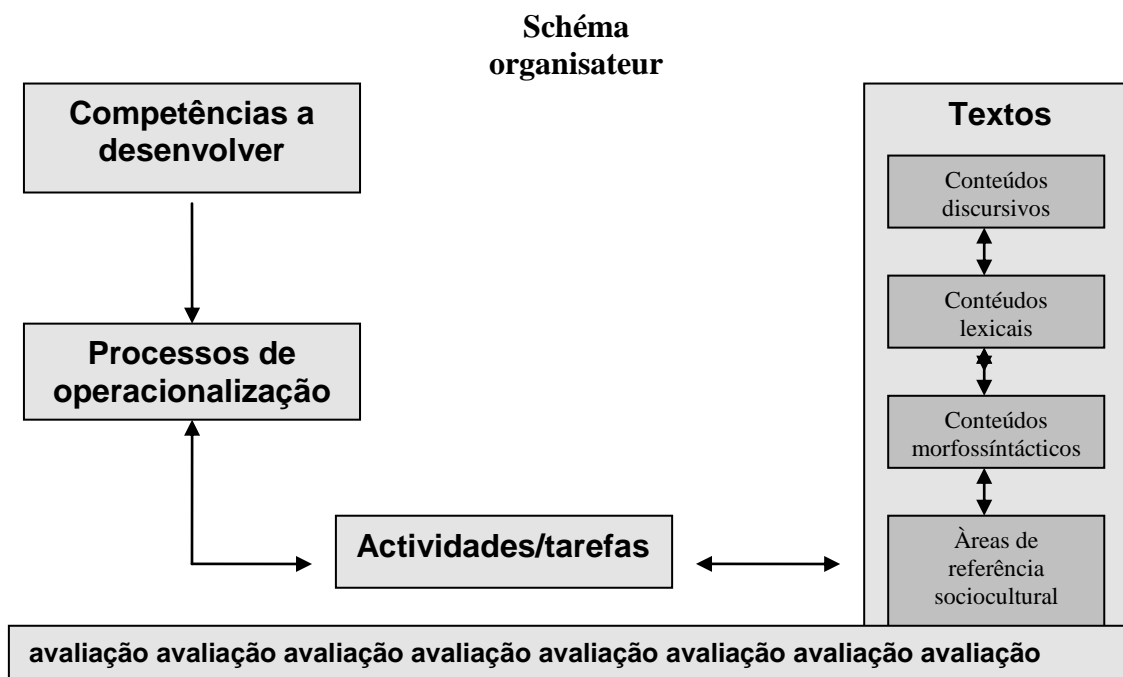 Schéma
organisateur
Competências a
desenvolver
Processos de
operacionalização
Actividades/tarefas
Textos
Conteúdos
discursivos
Contéudos
lexicais
Conteúdos
morfossíntácticos
Àreas de
referência
sociocultural
avaliação avaliação avaliação avaliação avaliação avaliação avaliação avaliação